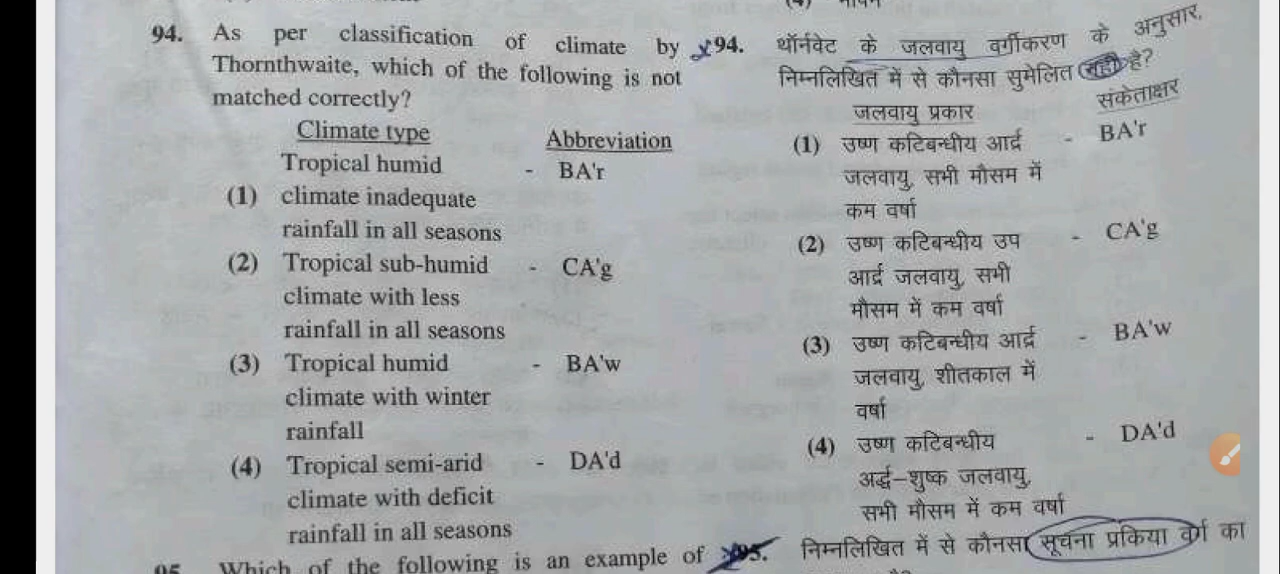 94. As per classification of climate by
Thornthwaite, which of the following is not
matched correctly?
Climate type Abbreviation
Tropical humid - BA'r
(1) climate inadequate
rainfall in all seasons
(2) Tropical sub-humid - CA'g
climate with less
rainfall in all seasons
(3) Tropical humid - BA'w
climate with winter
rainfall
(4) Tropical semi-arid - DA'd
climate with deficit
rainfall in all seasons
95. Which of the following is an example of
94. थॉर्नवेट के जलवायु वर्गीकरण के अनुसार,
निम्नलिखित में से कौनसा सुमेलित नहीं है?
जलवायु प्रकार संकेताक्षर
(1) उष्ण कटिबन्धीय आर्द्र - BA'r
जलवायु, सभी मौसम में
कम वर्षा
(2) उष्ण कटिबन्धीय उप - CA'g
आर्द्र जलवायु, सभी
मौसम में कम वर्षा
(3) उष्ण कटिबन्धीय आर्द्र - BA'w
जलवायु, शीतकाल में
वर्षा
(4) उष्ण कटिबन्धीय - DA'd
अर्द्ध-शुष्क जलवायु,
सभी मौसम में कम वर्षा
95. निम्नलिखित में से कौनसा सूचना प्रकिया वर्ग का